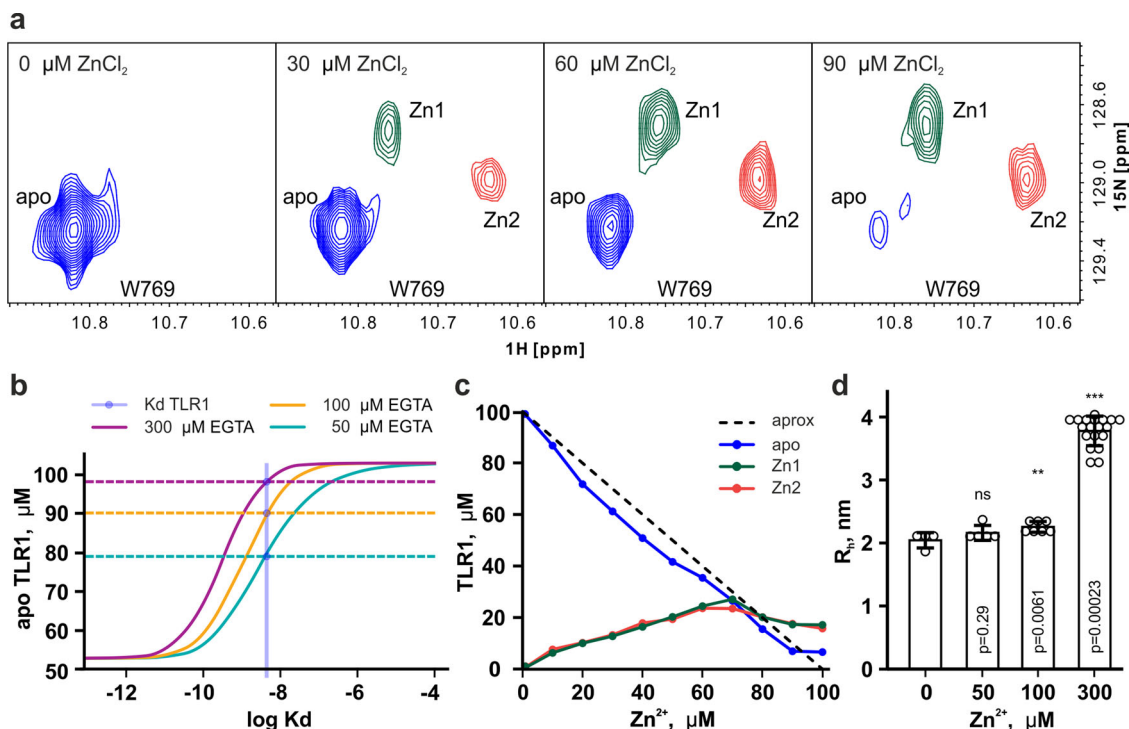 a
0 µM ZnCl₂
30 µM ZnCl₂
60 µM ZnCl₂
90 µM ZnCl₂
apo
W769
apo
Zn1
Zn2
W769
apo
Zn1
Zn2
W769
apo
Zn1
Zn2
W769
128.6
129.0
129.4
15N [ppm]
10.8 10.7 10.6
10.8 10.7 10.6
10.8 10.7 10.6
10.8 10.7 10.6
1H [ppm]
b
Kd TLR1
100 µM EGTA
300 µM EGTA
50 µM EGTA
apo TLR1, µM
100
90
80
70
60
50
-12 -10 -8 -6 -4
log Kd
c
TLR1, µM
100
80
60
40
20
0
aprox
apo
Zn1
Zn2
0 20 40 60 80 100
Zn²⁺, µM
d
Rₕ, nm
4
2
0
ns
**
***
p=0.29
p=0.0061
p=0.00023
0 50 100 300
Zn²⁺, µM